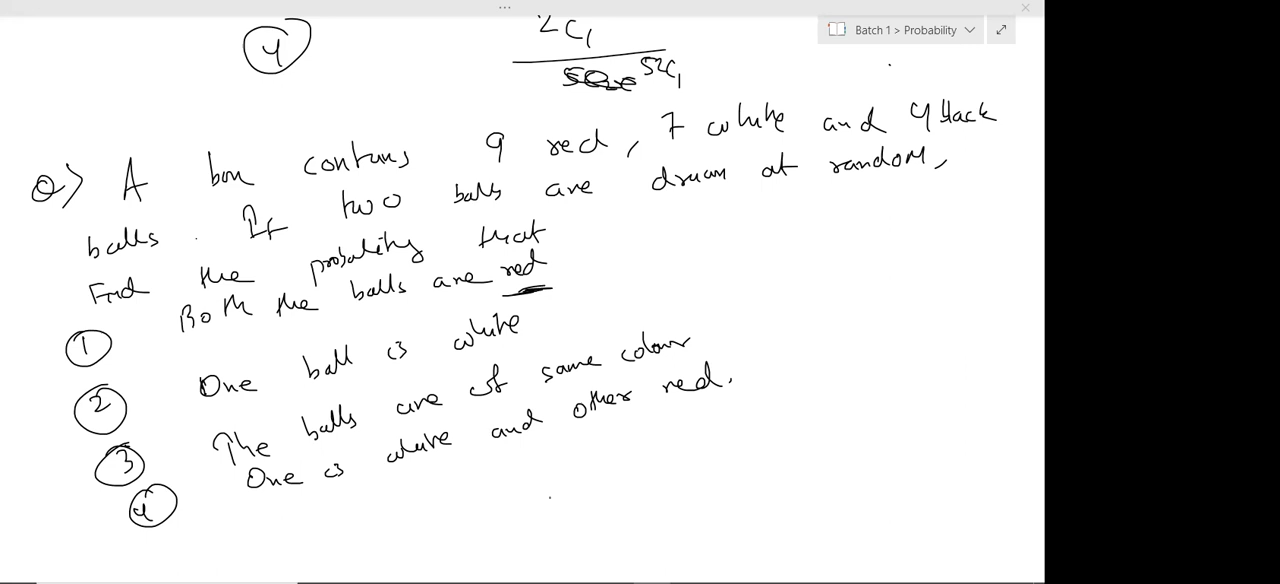 Batch 1 > Probability
4
2C1
52C1
Q> A box contains 9 red, 7 white and 4 black
balls. If two balls are drawn at random,
Find the probality that
1 Both the balls are red
2 One ball is white
3 The balls are of same colour
4 One is white and other red.